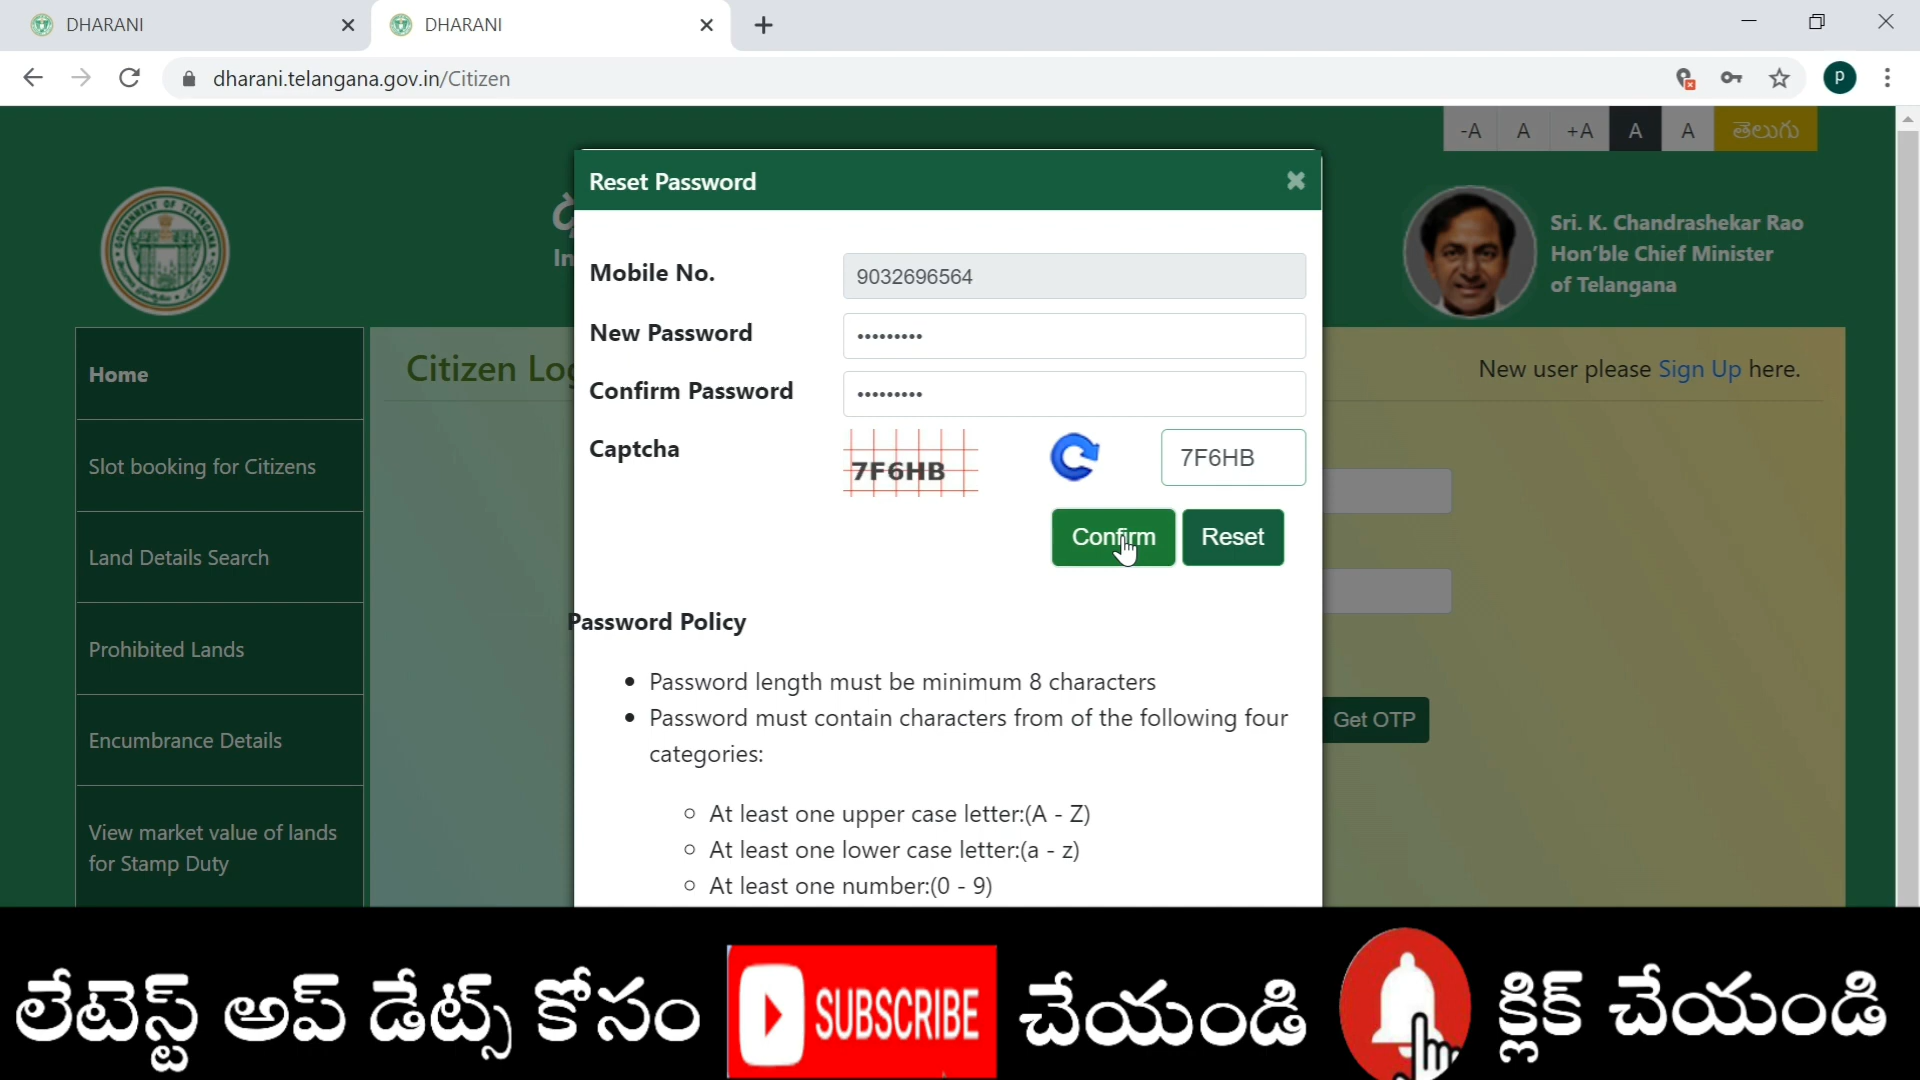 DHARANI
DHARANI
dharani.telangana.gov.in/Citizen
P
-A A +A A A తెలుగు
GOVERNMENT OF TELANGANA
In
Sri. K. Chandrashekar Rao
Hon'ble Chief Minister
of Telangana
Reset Password
Mobile No. 9032696564
New Password •••••••••
Confirm Password •••••••••
Captcha 7F6HB 7F6HB
Confirm Reset
Password Policy
• Password length must be minimum 8 characters
• Password must contain characters from of the following four
categories:
○ At least one upper case letter:(A - Z)
○ At least one lower case letter:(a - z)
○ At least one number:(0 - 9)
Home
Slot booking for Citizens
Land Details Search
Prohibited Lands
Encumbrance Details
View market value of lands
for Stamp Duty
Citizen Log
New user please Sign Up here.
Get OTP
లేటెస్ట్ అప్ డేట్స్ కోసం SUBSCRIBE చేయండి క్లిక్ చేయండి